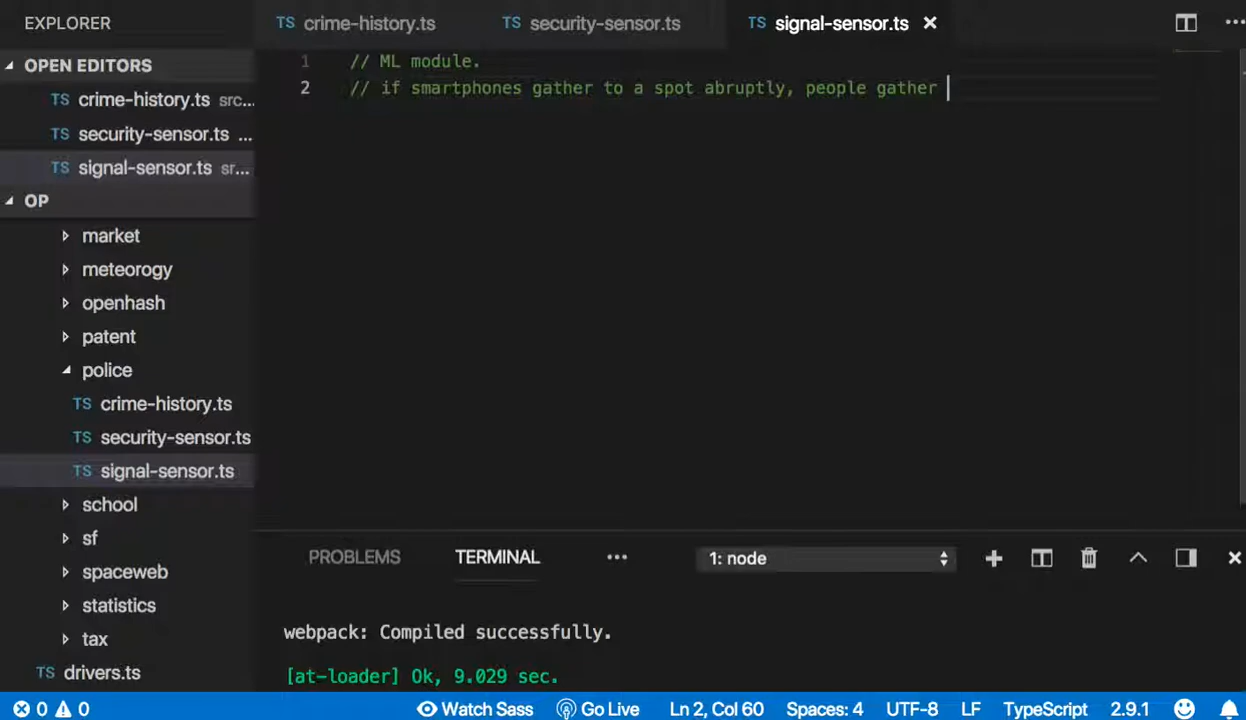 EXPLORER
TS crime-history.ts TS security-sensor.ts TS signal-sensor.ts ×
OPEN EDITORS
TS crime-history.ts src...
TS security-sensor.ts ...
TS signal-sensor.ts sr...
OP
market
meteorogy
openhash
patent
police
TS crime-history.ts
TS security-sensor.ts
TS signal-sensor.ts
school
sf
spaceweb
statistics
tax
TS drivers.ts
1 // ML module.
2 // if smartphones gather to a spot abruptly, people gather
PROBLEMS TERMINAL ... 1: node
webpack: Compiled successfully.
[at-loader] Ok, 9.029 sec.
0 0 Watch Sass Go Live Ln 2, Col 60 Spaces: 4 UTF-8 LF TypeScript 2.9.1